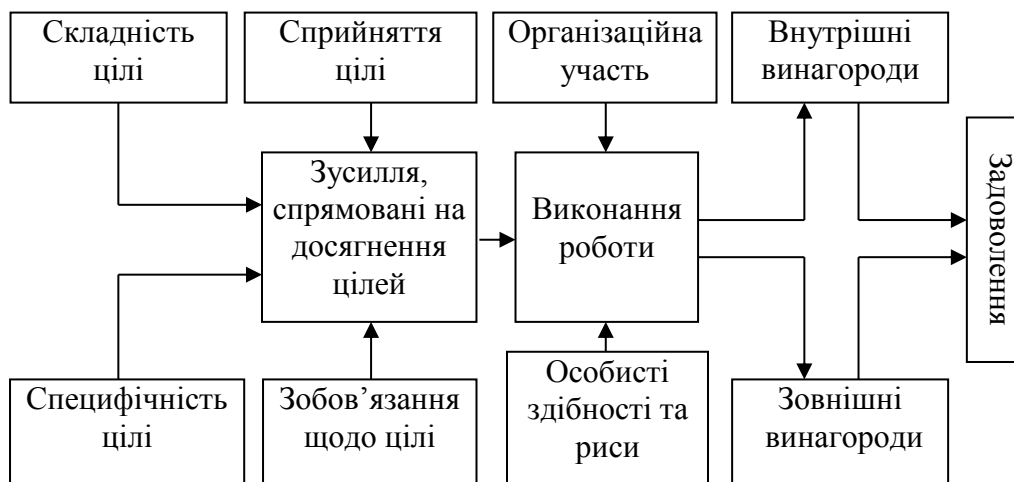 Складність
цілі
Сприйняття
цілі
Організаційна
участь
Внутрішні
винагороди
Зусилля,
спрямовані на
досягнення
цілей
Виконання
роботи
Задоволення
Специфічність
цілі
Зобов’язання
щодо цілі
Особисті
здібності та
риси
Зовнішні
винагороди